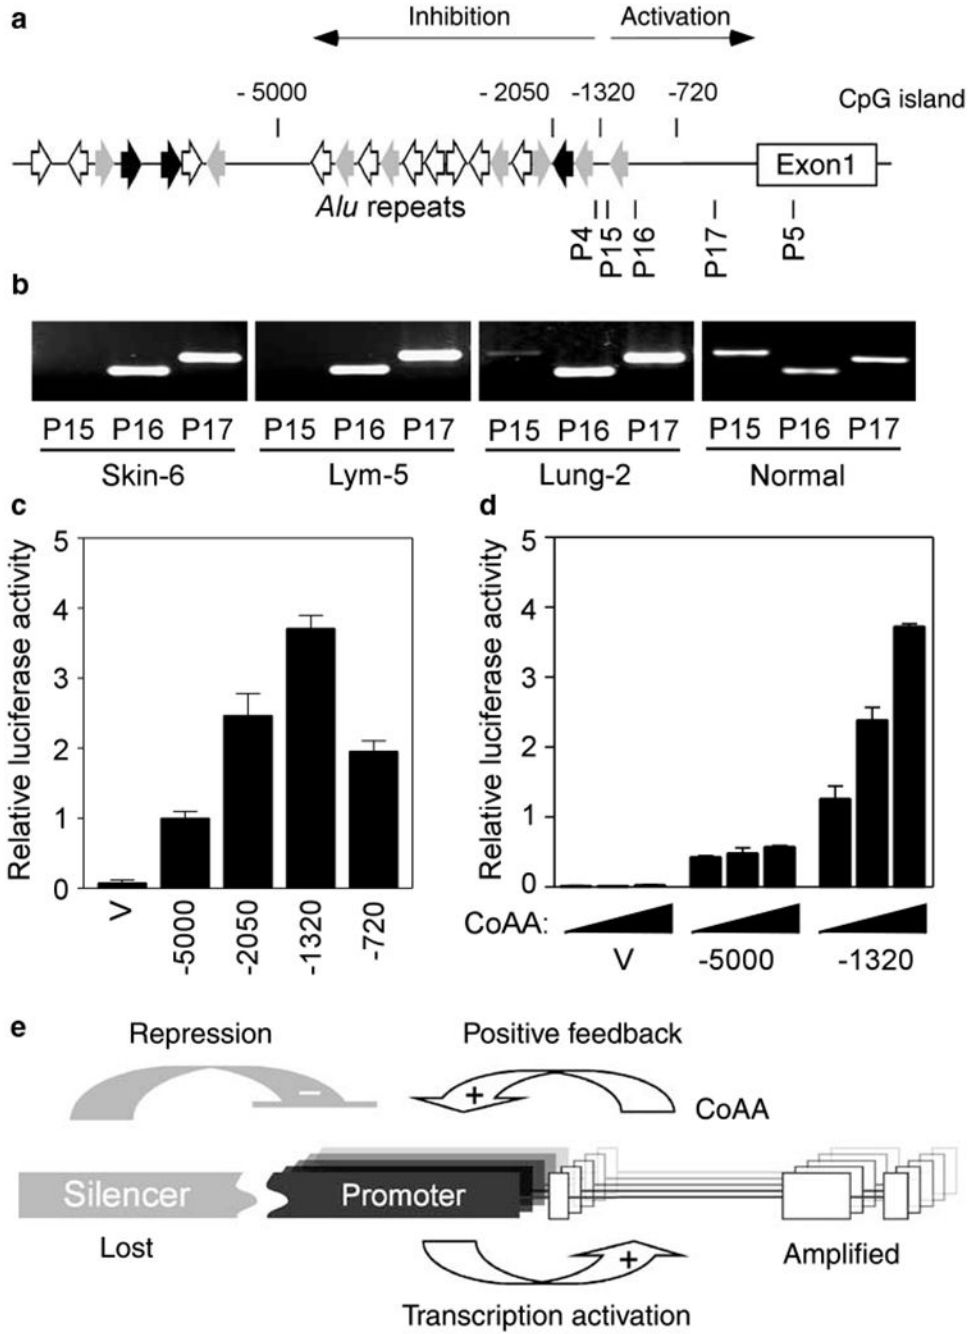 a
Inhibition Activation
- 5000 - 2050 -1320 -720 CpG island
Exon1
Alu repeats
P4 P15 P16 P17 P5
b
P15 P16 P17 P15 P16 P17 P15 P16 P17 P15 P16 P17
Skin-6 Lym-5 Lung-2 Normal
c
Relative luciferase activity
5
4
3
2
1
0
V -5000 -2050 -1320 -720
d
Relative luciferase activity
5
4
3
2
1
0
CoAA:
V -5000 -1320
e
Repression Positive feedback
− +
CoAA
Silencer Promoter
Lost Amplified
+
Transcription activation